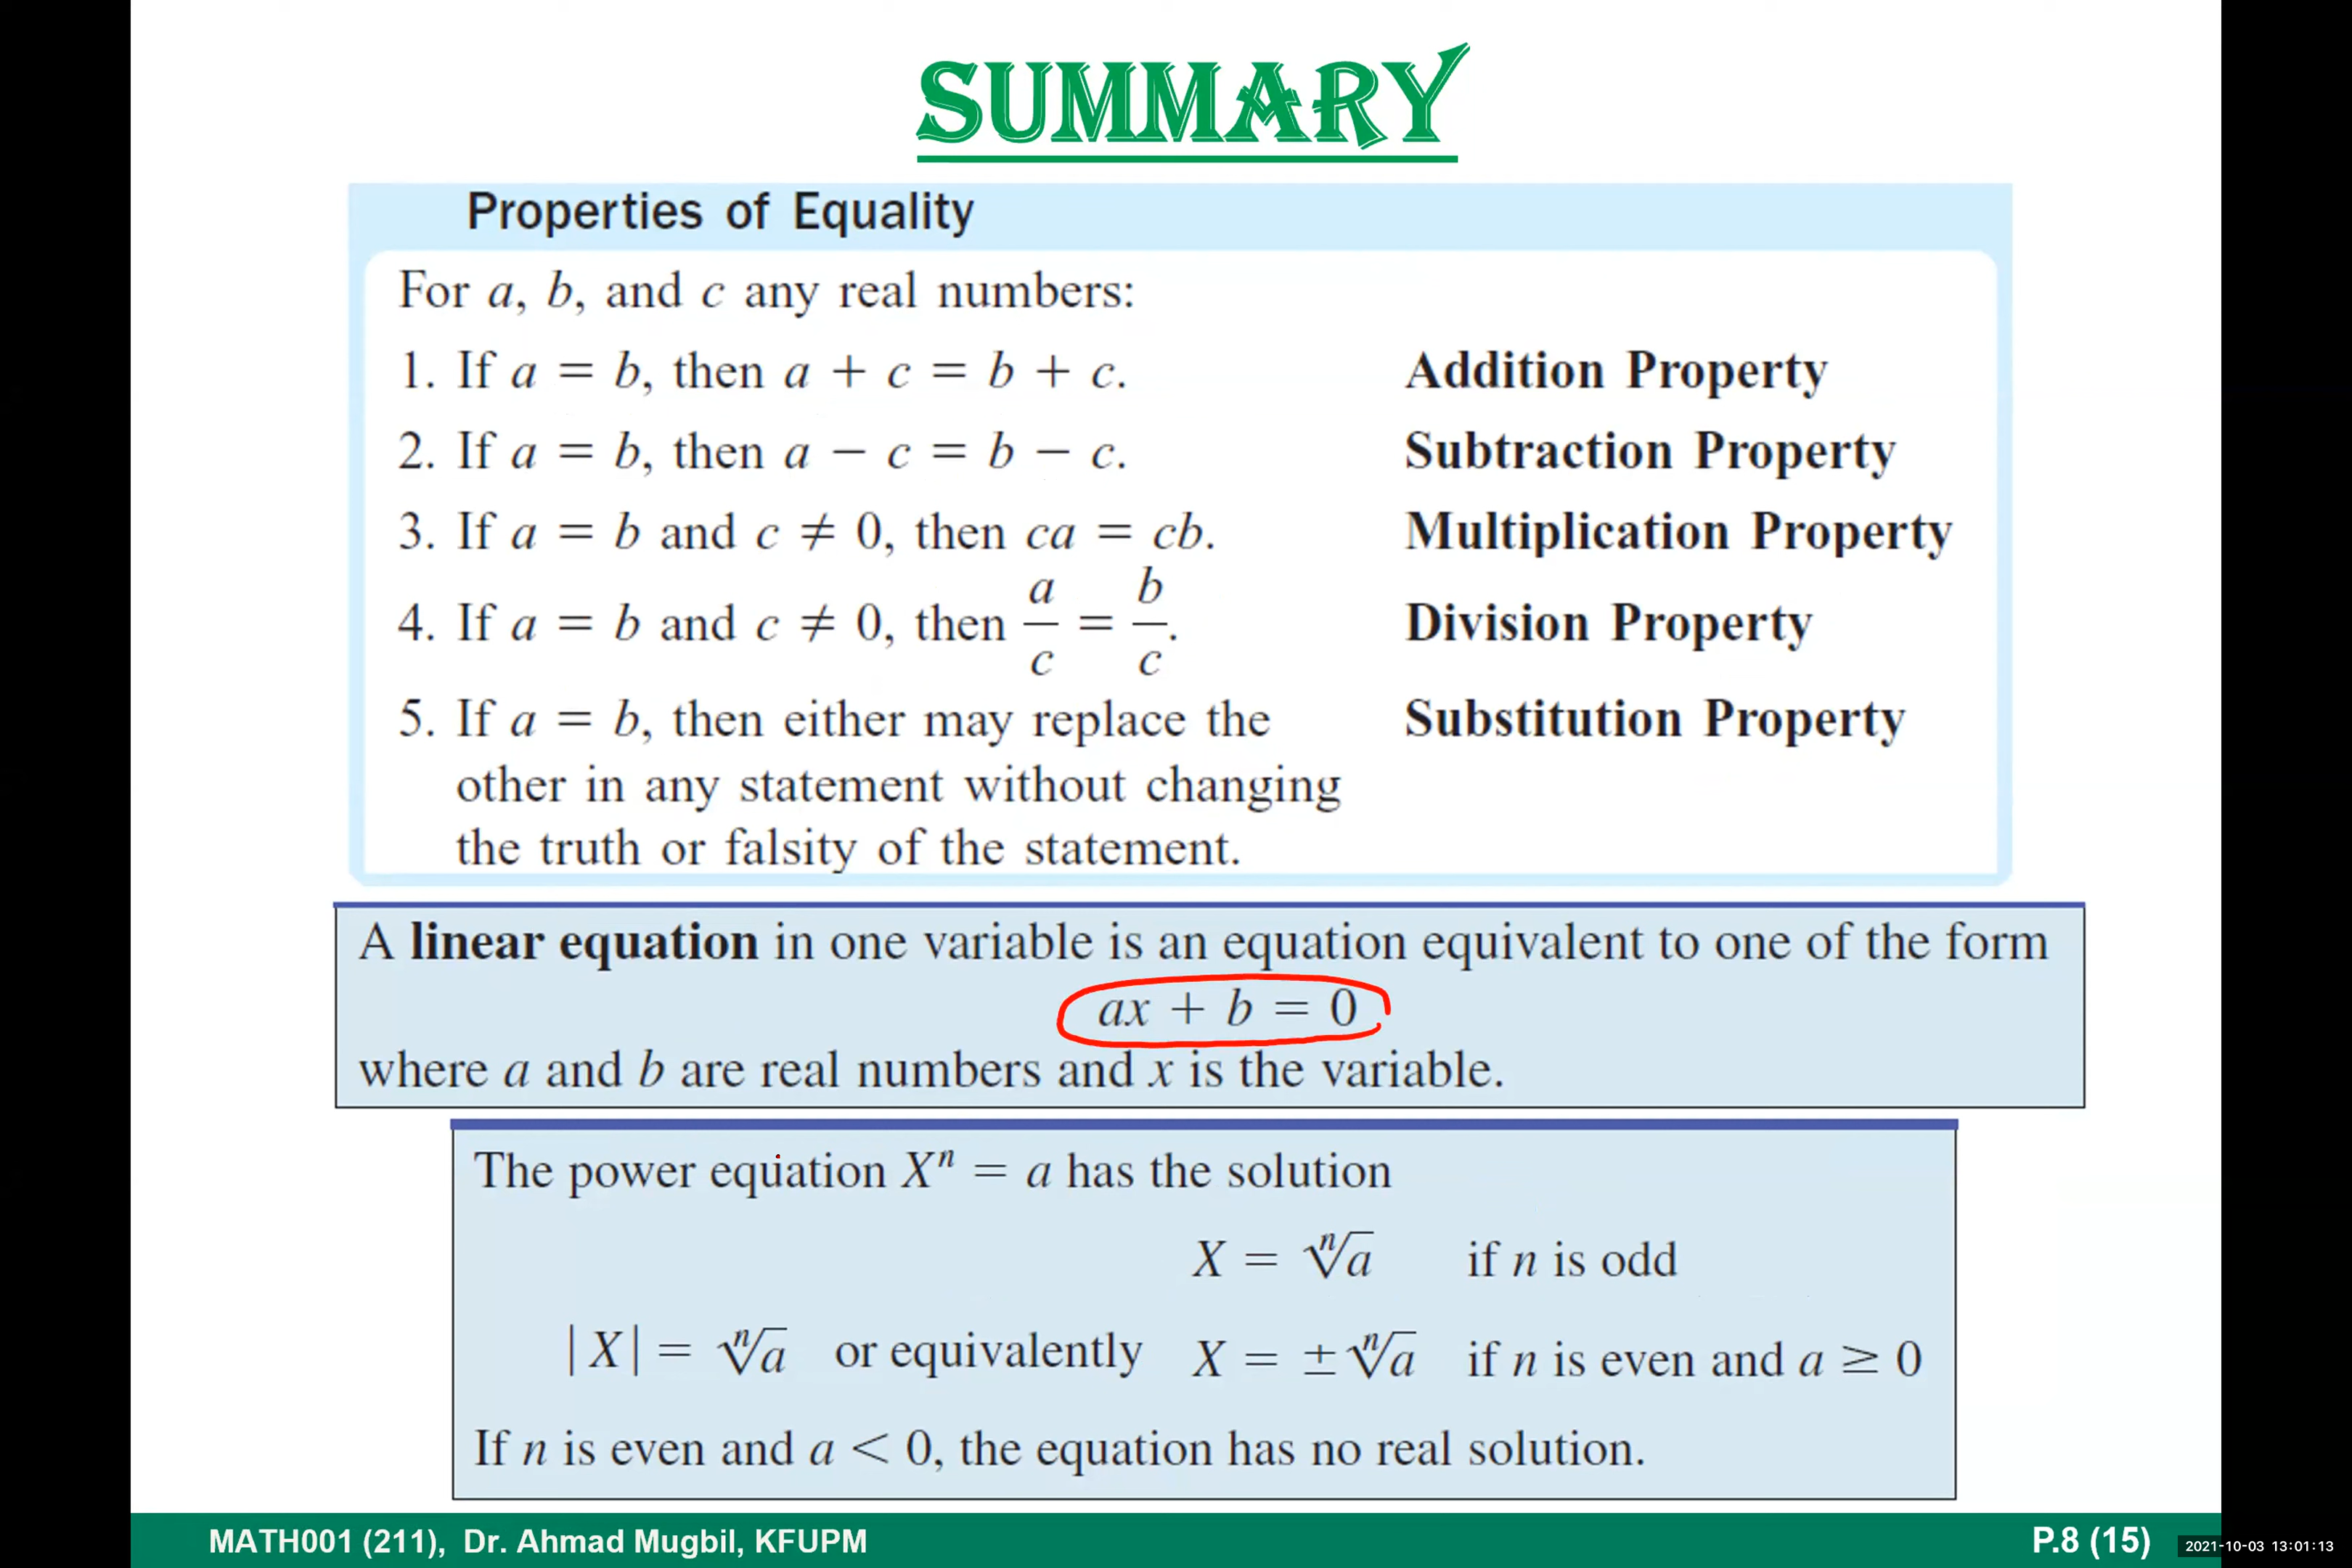 SUMMARY
Properties of Equality
For a, b, and c any real numbers:
1. If a = b, then a + c = b + c. Addition Property
2. If a = b, then a − c = b − c. Subtraction Property
3. If a = b and c ≠ 0, then ca = cb. Multiplication Property
4. If a = b and c ≠ 0, then a/c = b/c. Division Property
5. If a = b, then either may replace the Substitution Property
other in any statement without changing
the truth or falsity of the statement.
A linear equation in one variable is an equation equivalent to one of the form
ax + b = 0
where a and b are real numbers and x is the variable.
The power equation Xⁿ = a has the solution
X = ⁿ√a if n is odd
|X| = ⁿ√a or equivalently X = ±ⁿ√a if n is even and a ≥ 0
If n is even and a < 0, the equation has no real solution.
MATH001 (211), Dr. Ahmad Mugbil, KFUPM P.8 (15)
2021-10-03 13:01:13